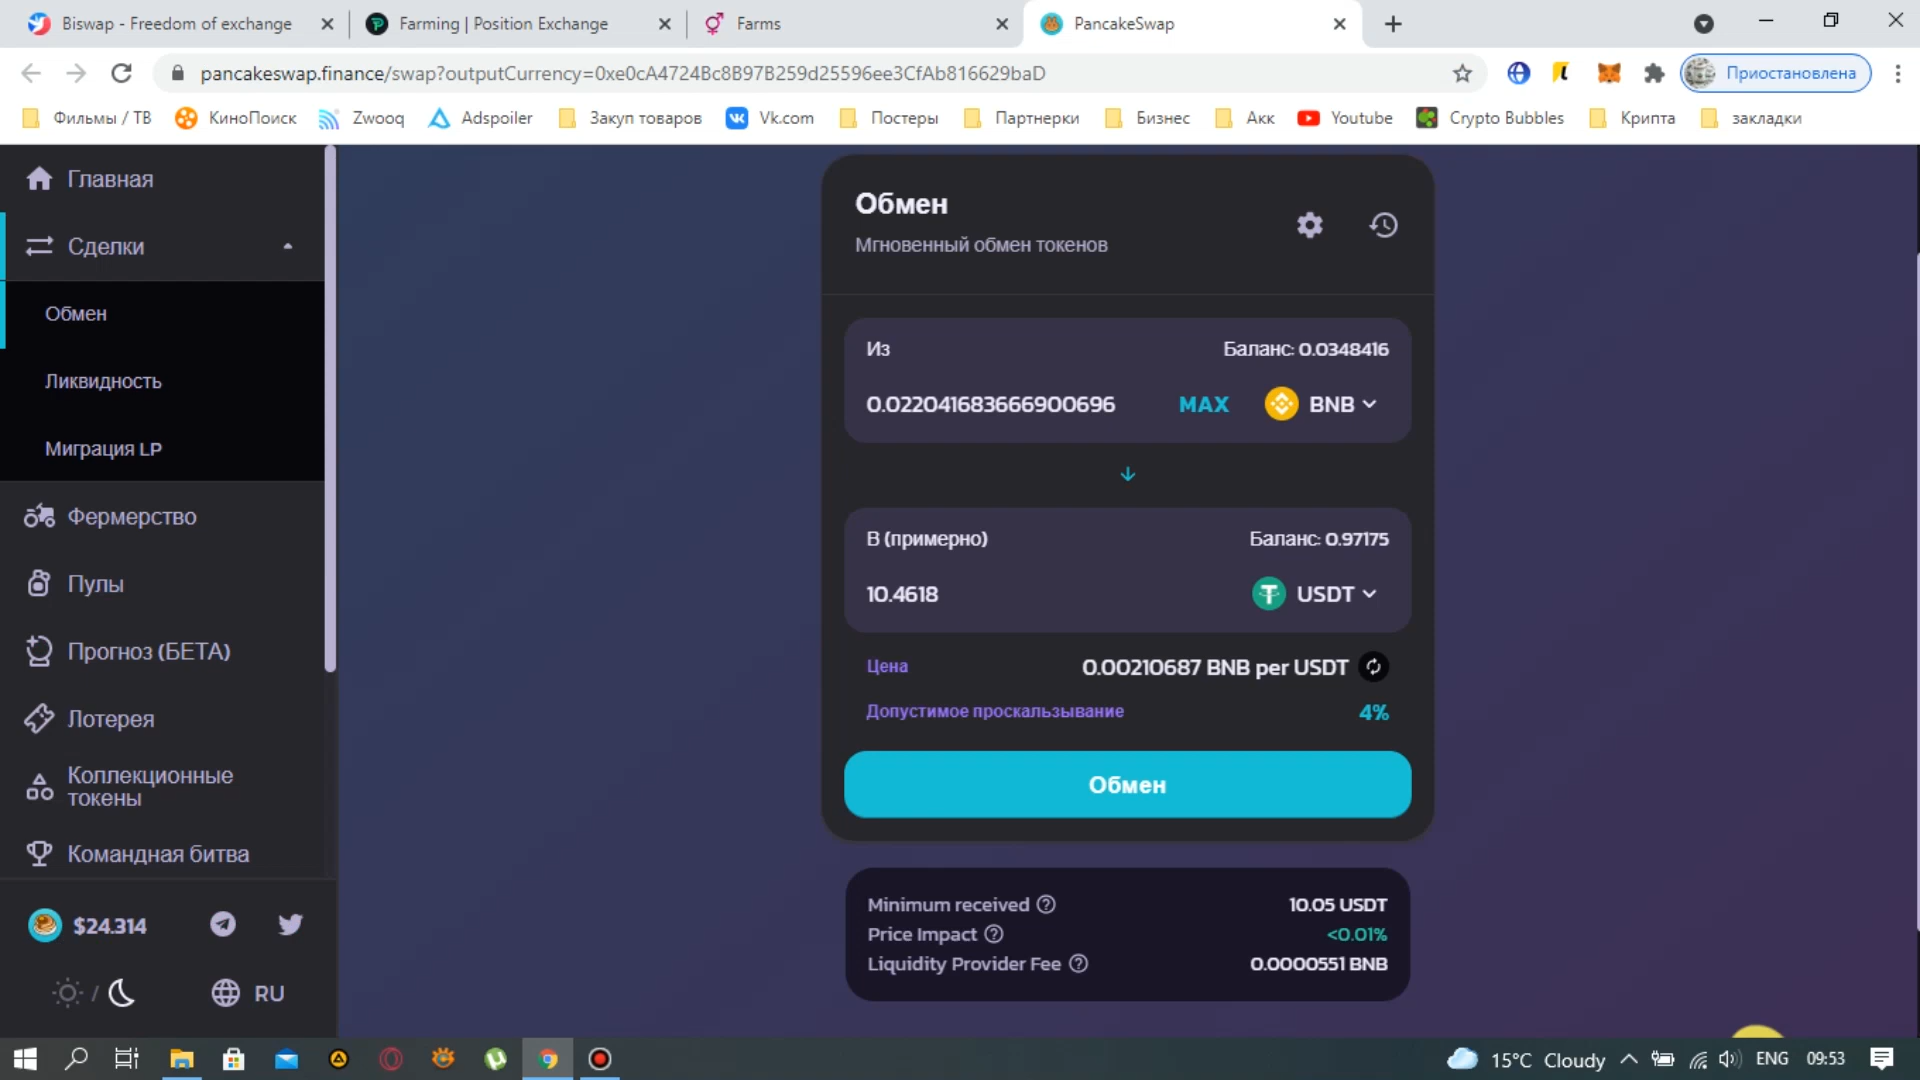 Biswap - Freedom of exchange
Farming | Position Exchange
Farms
PancakeSwap
pancakeswap.finance/swap?outputCurrency=0xe0cA4724Bc8B97B259d25596ee3CfAb816629baD
Приостановлена
Фильмы / ТВ
КиноПоиск
Zwooq
Adspoiler
Закуп товаров
Vk.com
Постеры
Партнерки
Бизнес
Акк
Youtube
Crypto Bubbles
Крипта
закладки
Главная
Сделки
Обмен
Ликвидность
Миграция LP
Фермерство
Пулы
Прогноз (БЕТА)
Лотерея
Коллекционные
токены
Командная битва
$24.314
/
RU
Обмен
Мгновенный обмен токенов
Из
Баланс: 0.0348416
0.022041683666900696
MAX
BNB
В (примерно)
Баланс: 0.97175
10.4618
USDT
Цена
0.00210687 BNB per USDT
Допустимое проскальзывание
4%
Обмен
Minimum received
10.05 USDT
Price Impact
<0.01%
Liquidity Provider Fee
0.0000551 BNB
15°C Cloudy
ENG
09:53